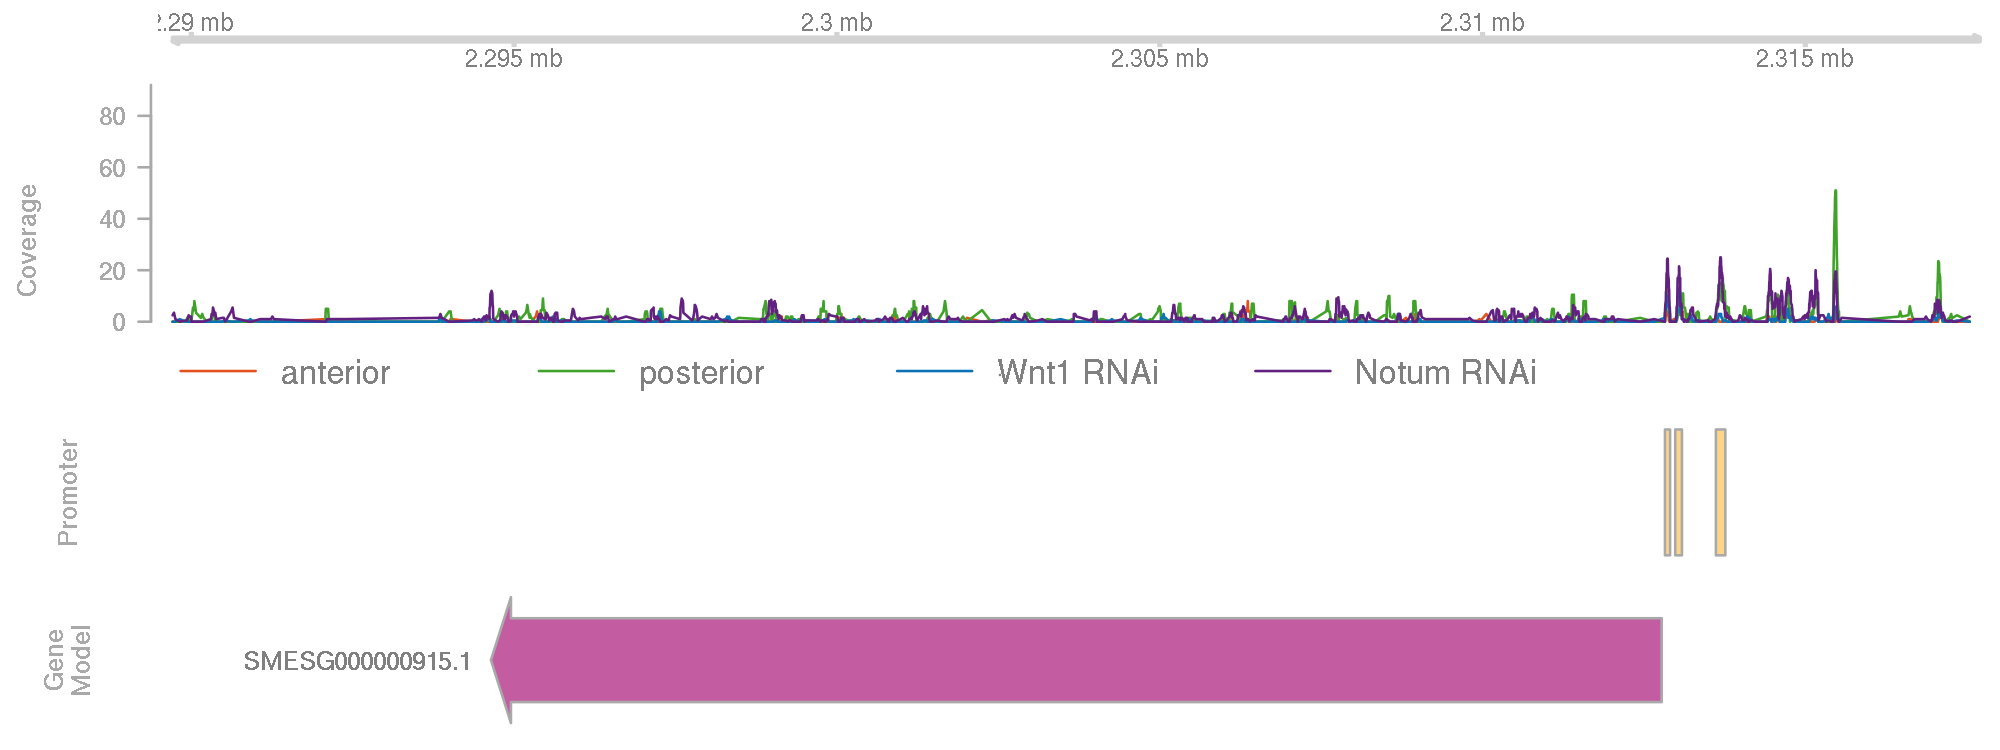 .29 mb 2.3 mb 2.31 mb
2.295 mb 2.305 mb 2.315 mb
Coverage
80
60
40
20
0
anterior posterior Wnt1 RNAi Notum RNAi
Promoter
Gene
Model
SMESG000000915.1